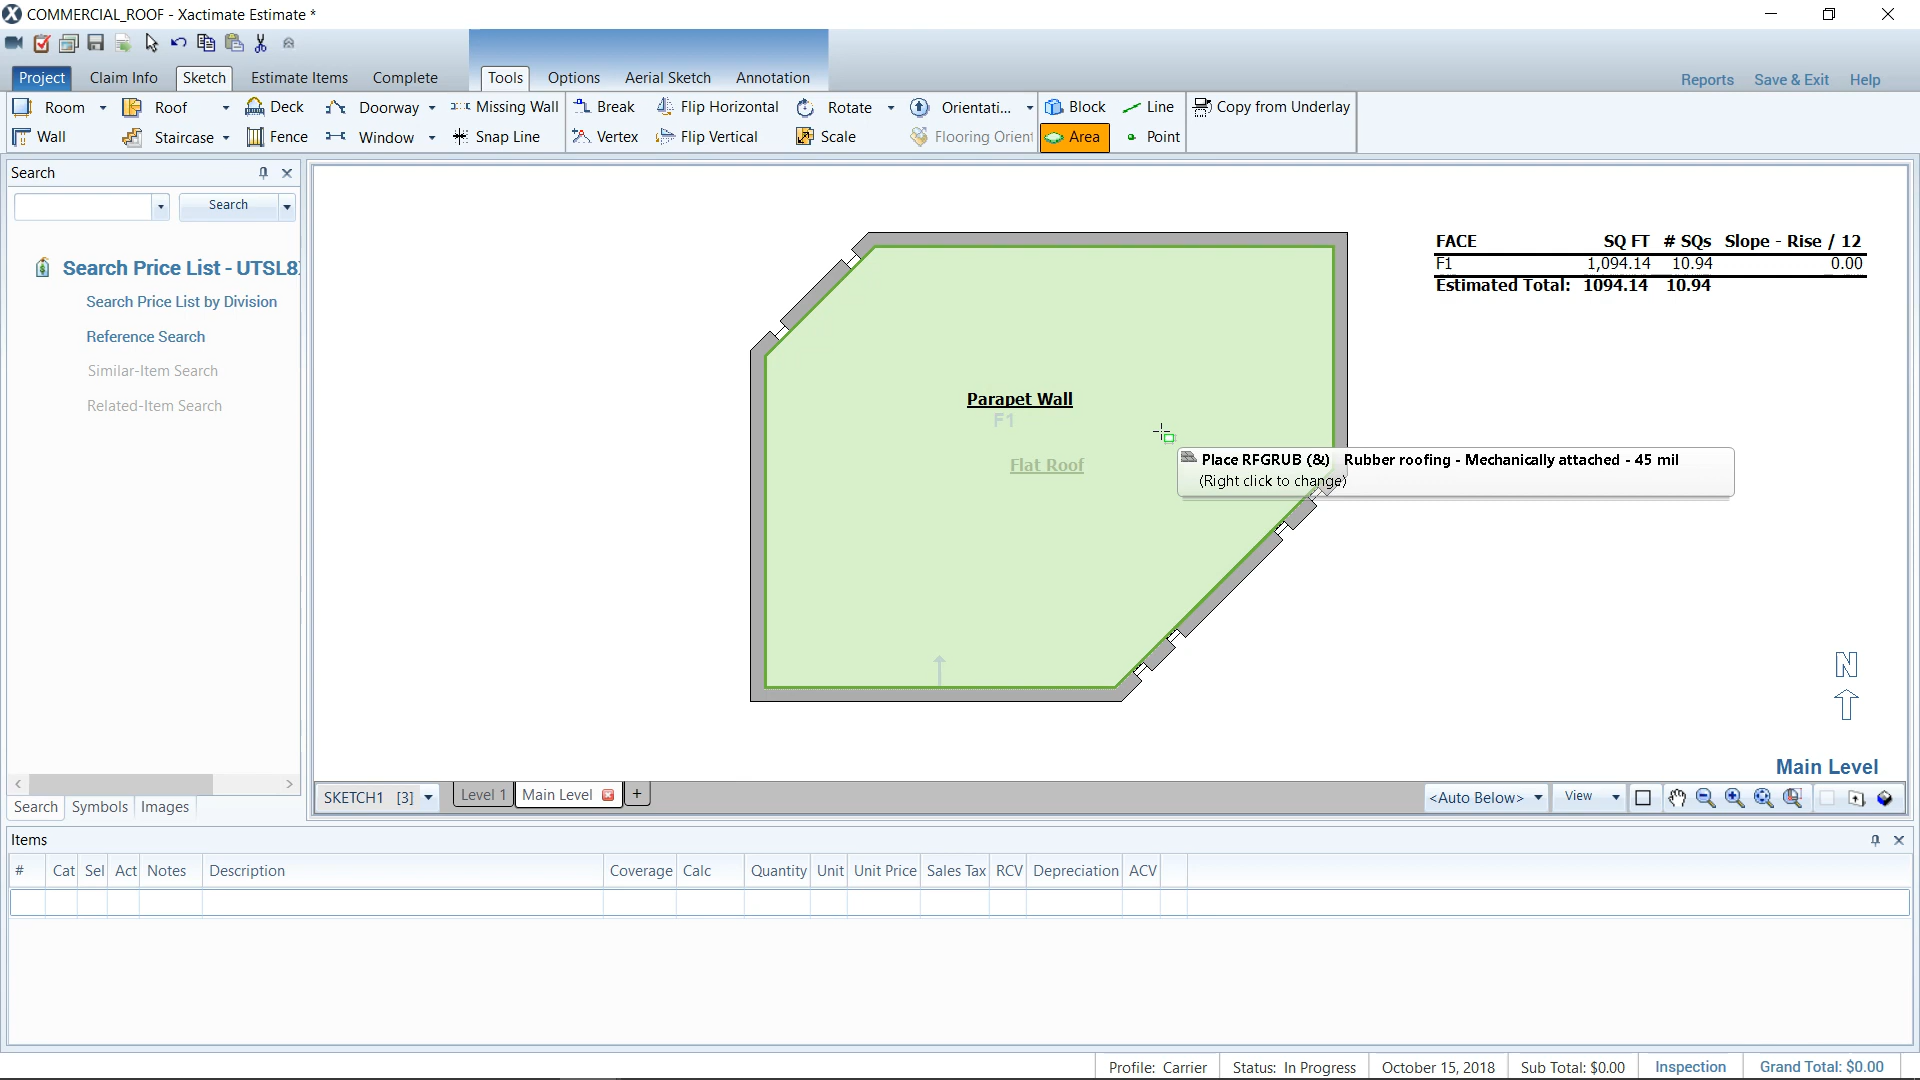 COMMERCIAL_ROOF - Xactimate Estimate *
Project Claim Info Sketch Estimate Items Complete Tools Options Aerial Sketch Annotation Reports Save & Exit Help
Room Roof Deck Doorway Missing Wall Break Flip Horizontal Rotate Orientati... Block Line Copy from Underlay
Wall Staircase Fence Window Snap Line Vertex Flip Vertical Scale Flooring Orient Area Point
Search
Search
Search Price List - UTSL8
Search Price List by Division
Reference Search
Similar-Item Search
Related-Item Search
FACE SQ FT # SQs Slope - Rise / 12
F1 1,094.14 10.94 0.00
Estimated Total: 1094.14 10.94
Parapet Wall
F1
Flat Roof
Place RFGRUB (&) Rubber roofing - Mechanically attached - 45 mil
(Right click to change)
N
Main Level
SKETCH1 [3] Level 1 Main Level + <Auto Below> View
Search Symbols Images
Items
# Cat Sel Act Notes Description Coverage Calc Quantity Unit Unit Price Sales Tax RCV Depreciation ACV
Profile: Carrier Status: In Progress October 15, 2018 Sub Total: $0.00 Inspection Grand Total: $0.00